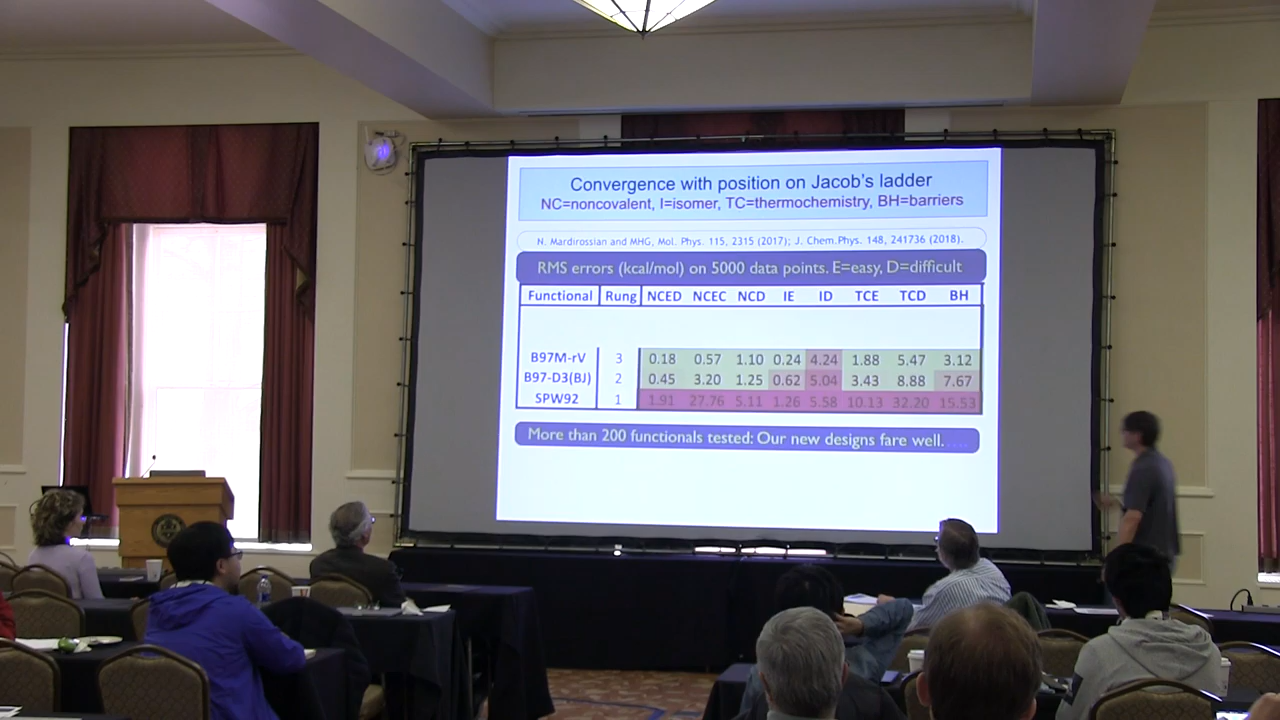 Convergence with position on Jacob's ladder
NC=noncovalent, I=isomer, TC=thermochemistry, BH=barriers
N. Mardirossian and MHG, Mol. Phys. 115, 2315 (2017); J. Chem.Phys. 148, 241736 (2018).
RMS errors (kcal/mol) on 5000 data points. E=easy, D=difficult
Functional Rung NCED NCEC NCD IE ID TCE TCD BH
B97M-rV 3 0.18 0.57 1.10 0.24 4.24 1.88 5.47 3.12
B97-D3(BJ) 2 0.45 3.20 1.25 0.62 5.04 3.43 8.88 7.67
SPW92 1 1.91 27.76 5.11 1.26 5.58 10.13 32.20 15.53
More than 200 functionals tested: Our new designs fare well.....